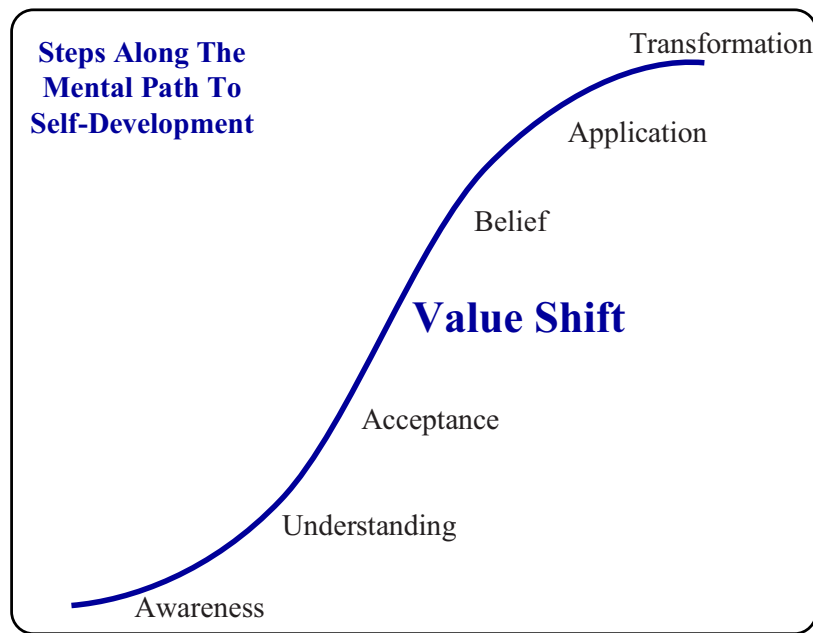 Steps Along The
Mental Path To
Self-Development
Transformation
Application
Belief
Value Shift
Acceptance
Understanding
Awareness